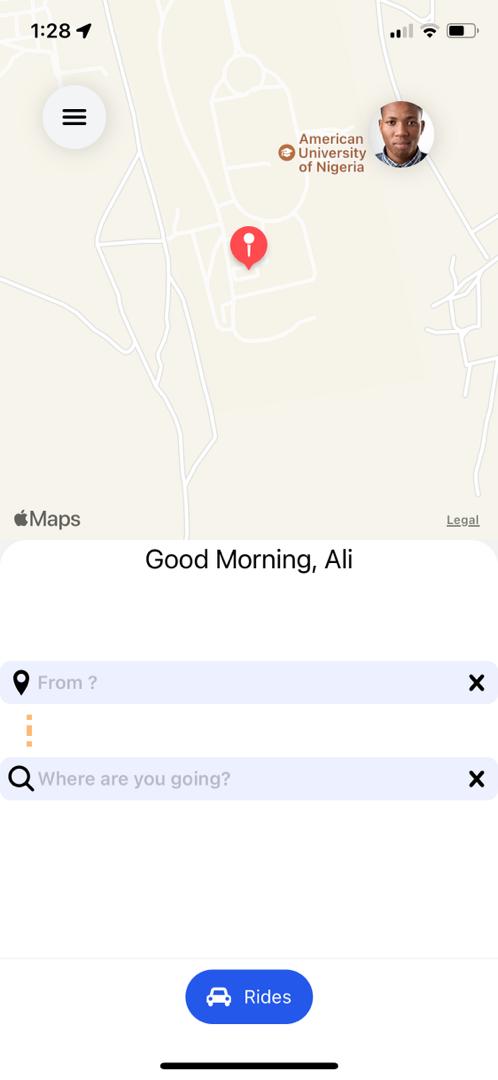 1:28
American
University
of Nigeria
Maps
Legal
Good Morning, Ali
From ?
Where are you going?
Rides